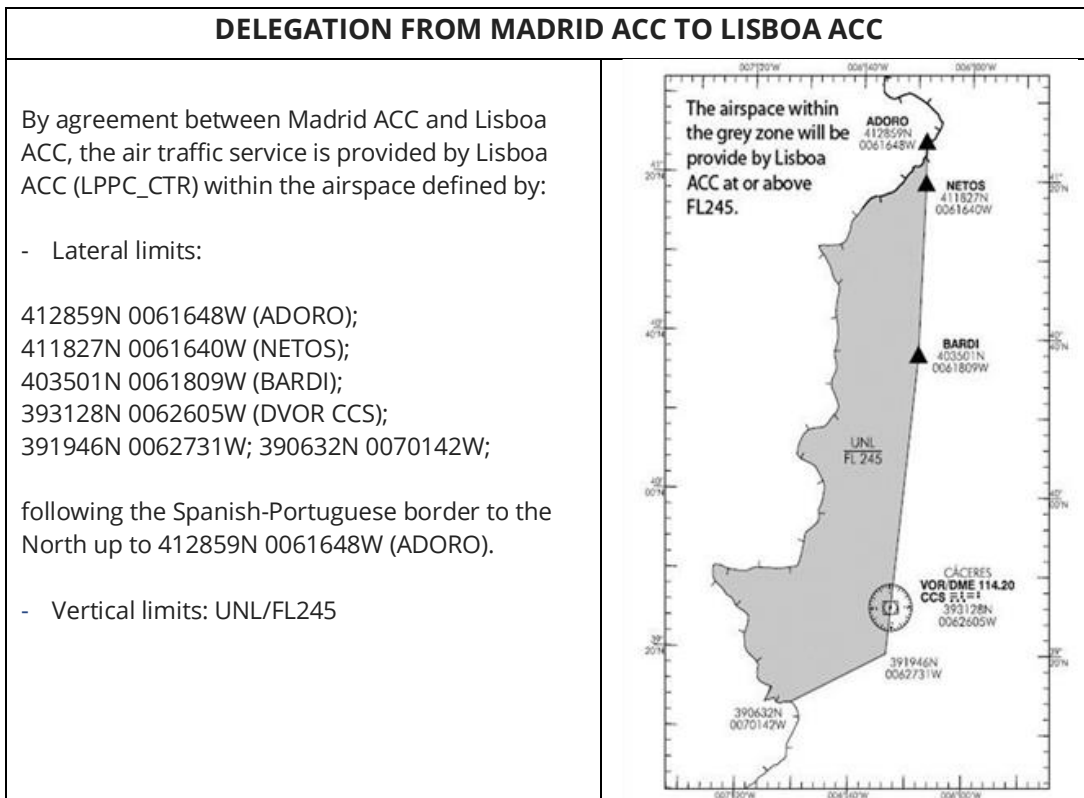 DELEGATION FROM MADRID ACC TO LISBOA ACC
By agreement between Madrid ACC and Lisboa
ACC, the air traffic service is provided by Lisboa
ACC (LPPC_CTR) within the airspace defined by:
- Lateral limits:
412859N 0061648W (ADORO);
411827N 0061640W (NETOS);
403501N 0061809W (BARDI);
393128N 0062605W (DVOR CCS);
391946N 0062731W; 390632N 0070142W;
following the Spanish-Portuguese border to the
North up to 412859N 0061648W (ADORO).
- Vertical limits: UNL/FL245
The airspace within
the grey zone will be
provide by Lisboa
ACC at or above
FL245.
ADORO
412859N
0061648W
NETOS
411827N
0061640W
BARDI
403501N
0061809W
UNL
FL 245
CÁCERES
VOR/DME 114.20
CCS
393128N
0062605W
391946N
0062731W
390632N
0070142W